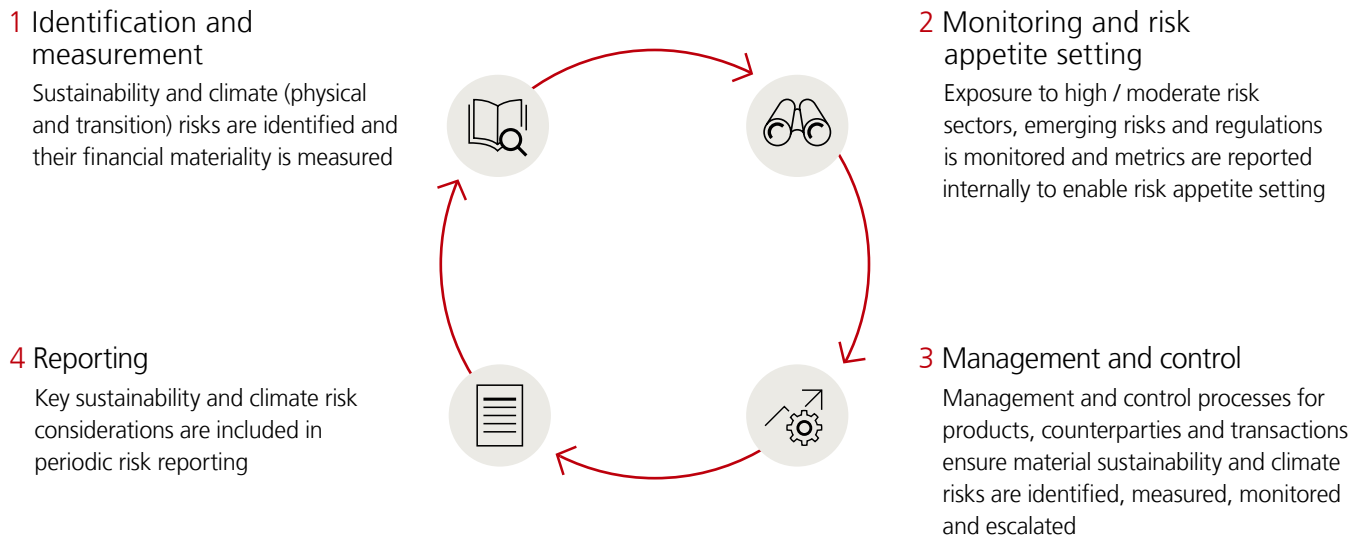 1 Identification and
measurement
Sustainability and climate (physical
and transition) risks are identified and
their financial materiality is measured
2 Monitoring and risk
appetite setting
Exposure to high / moderate risk
sectors, emerging risks and regulations
is monitored and metrics are reported
internally to enable risk appetite setting
3 Management and control
Management and control processes for
products, counterparties and transactions
ensure material sustainability and climate
risks are identified, measured, monitored
and escalated
4 Reporting
Key sustainability and climate risk
considerations are included in
periodic risk reporting